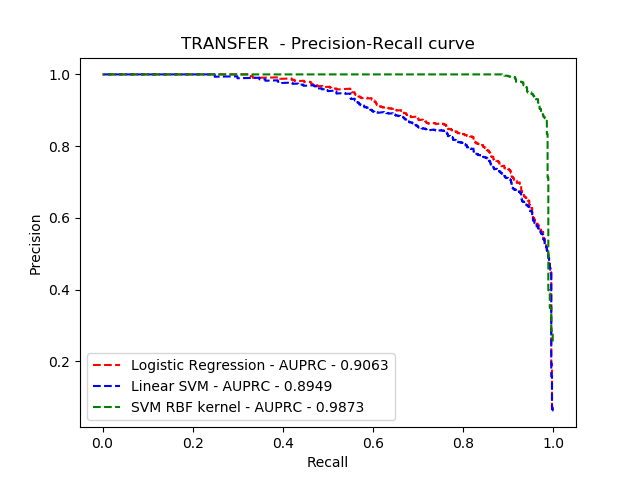 TRANSFER  - Precision-Recall curve
1.0
0.8
0.6
0.4
0.2
Precision
Logistic Regression - AUPRC - 0.9063
Linear SVM - AUPRC - 0.8949
SVM RBF kernel - AUPRC - 0.9873
0.0 0.2 0.4 0.6 0.8 1.0
Recall